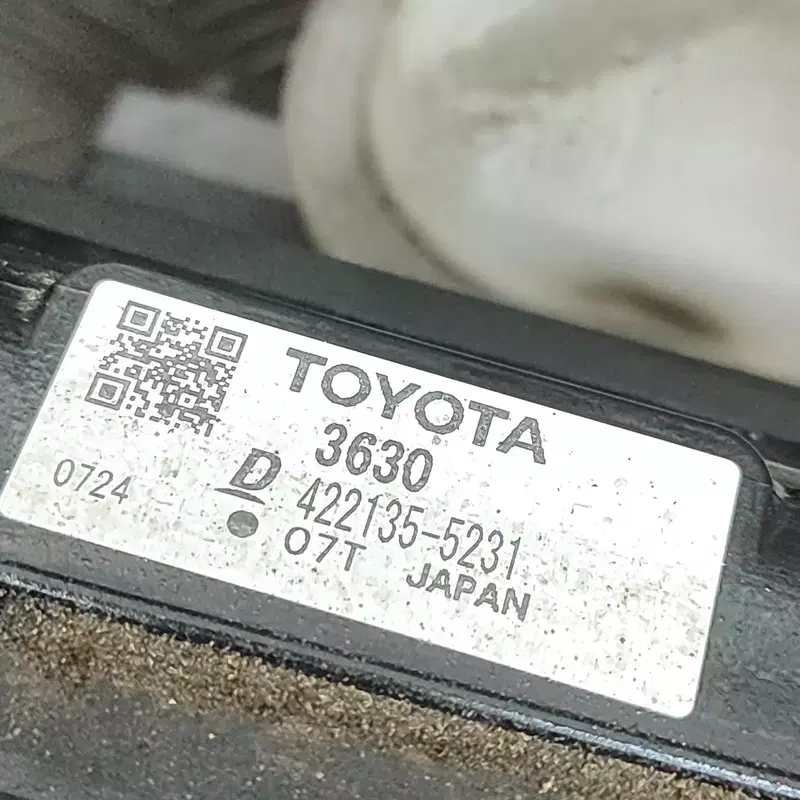 TOYOTA
3630
D 422135-5231
0724
07T JAPAN